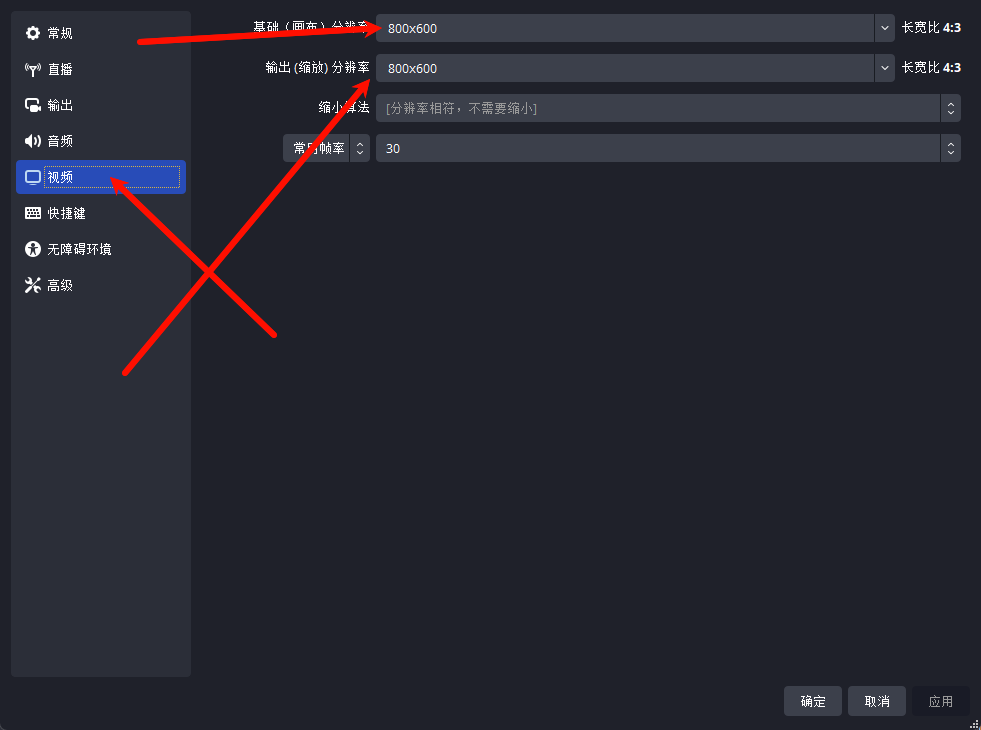 常规
直播
输出
音频
视频
快捷键
无障碍环境
高级
基础（画布）分辨率
800x600
长宽比 4:3
输出 (缩放) 分辨率
800x600
长宽比 4:3
缩小算法
[分辨率相符，不需要缩小]
常用帧率
30
确定
取消
应用